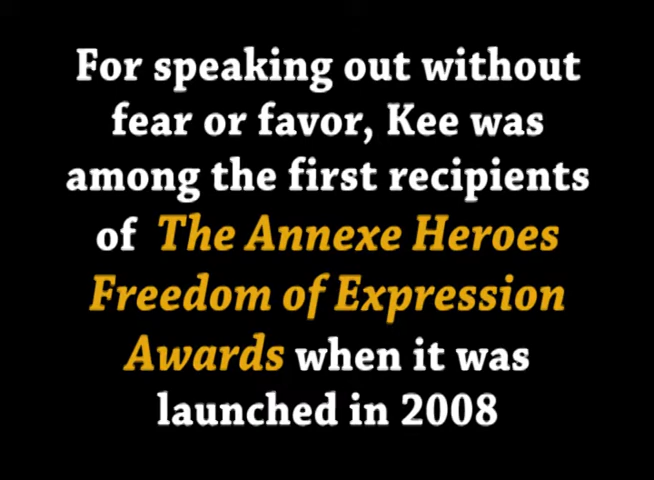 For speaking out without
fear or favor, Kee was
among the first recipients
of The Annexe Heroes
Freedom of Expression
Awards when it was
launched in 2008